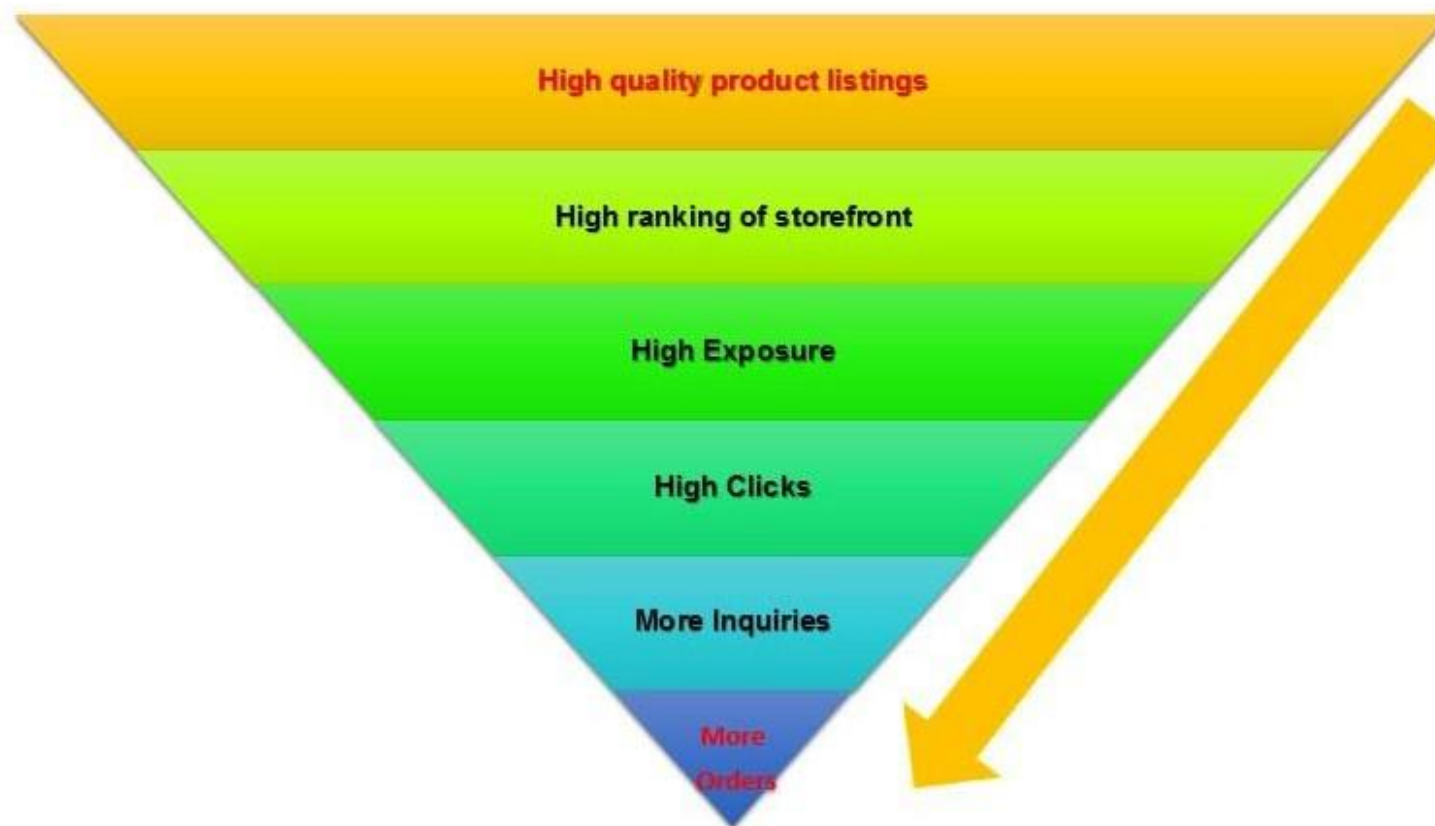 High quality product listings
High ranking of storefront
High Exposure
High Clicks
More Inquiries
More
Orders